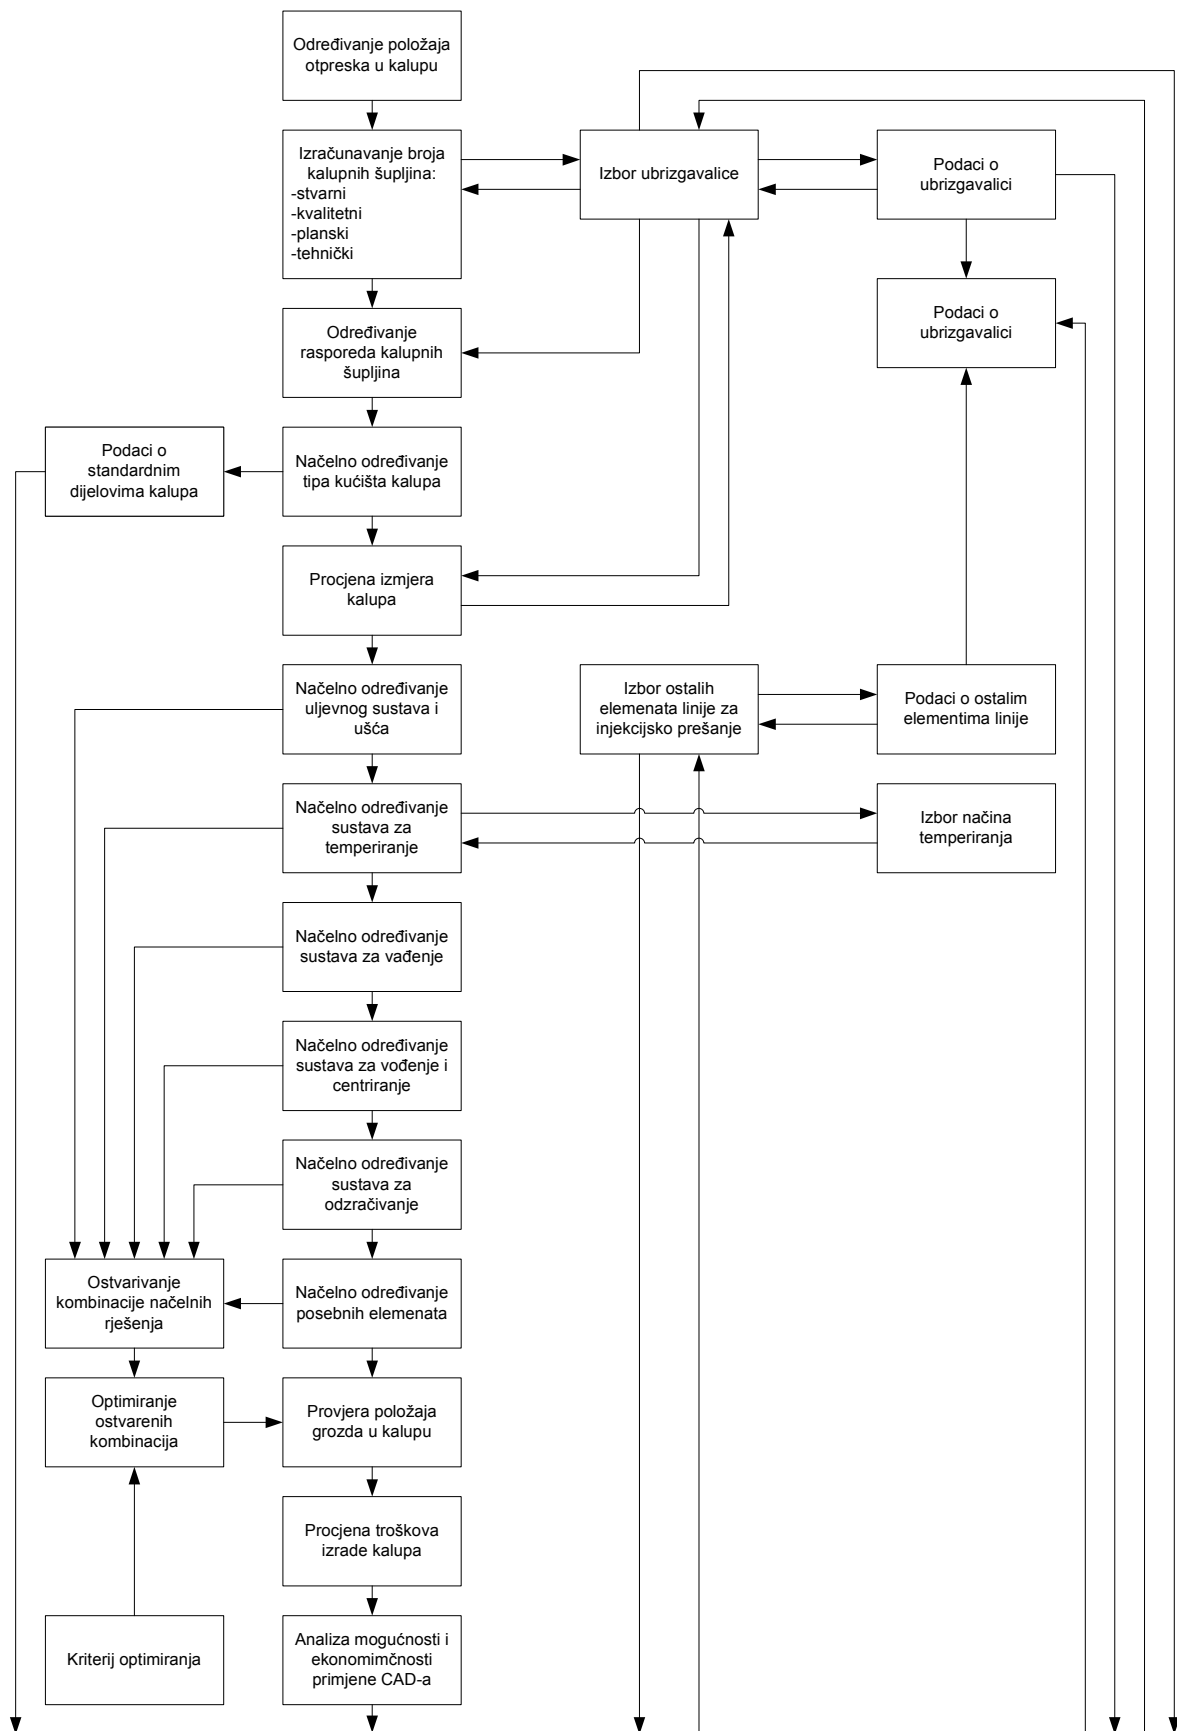 Određivanje položaja
otpreska u kalupu
Izračunavanje broja
kalupnih šupljina:
-stvarni
-kvalitetni
-planski
-tehnički
Izbor ubrizgavalice
Podaci o
ubrizgavalici
Podaci o
ubrizgavalici
Određivanje
rasporeda kalupnih
šupljina
Podaci o
standardnim
dijelovima kalupa
Načelno određivanje
tipa kućišta kalupa
Procjena izmjera
kalupa
Načelno određivanje
uljevnog sustava i
ušća
Izbor ostalih
elemenata linije za
injekcijsko prešanje
Podaci o ostalim
elementima linije
Načelno određivanje
sustava za
temperiranje
Izbor načina
temperiranja
Načelno određivanje
sustava za vađenje
Načelno određivanje
sustava za vođenje i
centriranje
Načelno određivanje
sustava za
odzračivanje
Ostvarivanje
kombinacije načelnih
rješenja
Načelno određivanje
posebnih elemenata
Optimiranje
ostvarenih
kombinacija
Provjera položaja
grozda u kalupu
Procjena troškova
izrade kalupa
Kriterij optimiranja
Analiza mogućnosti i
ekonomimčnosti
primjene CAD-a